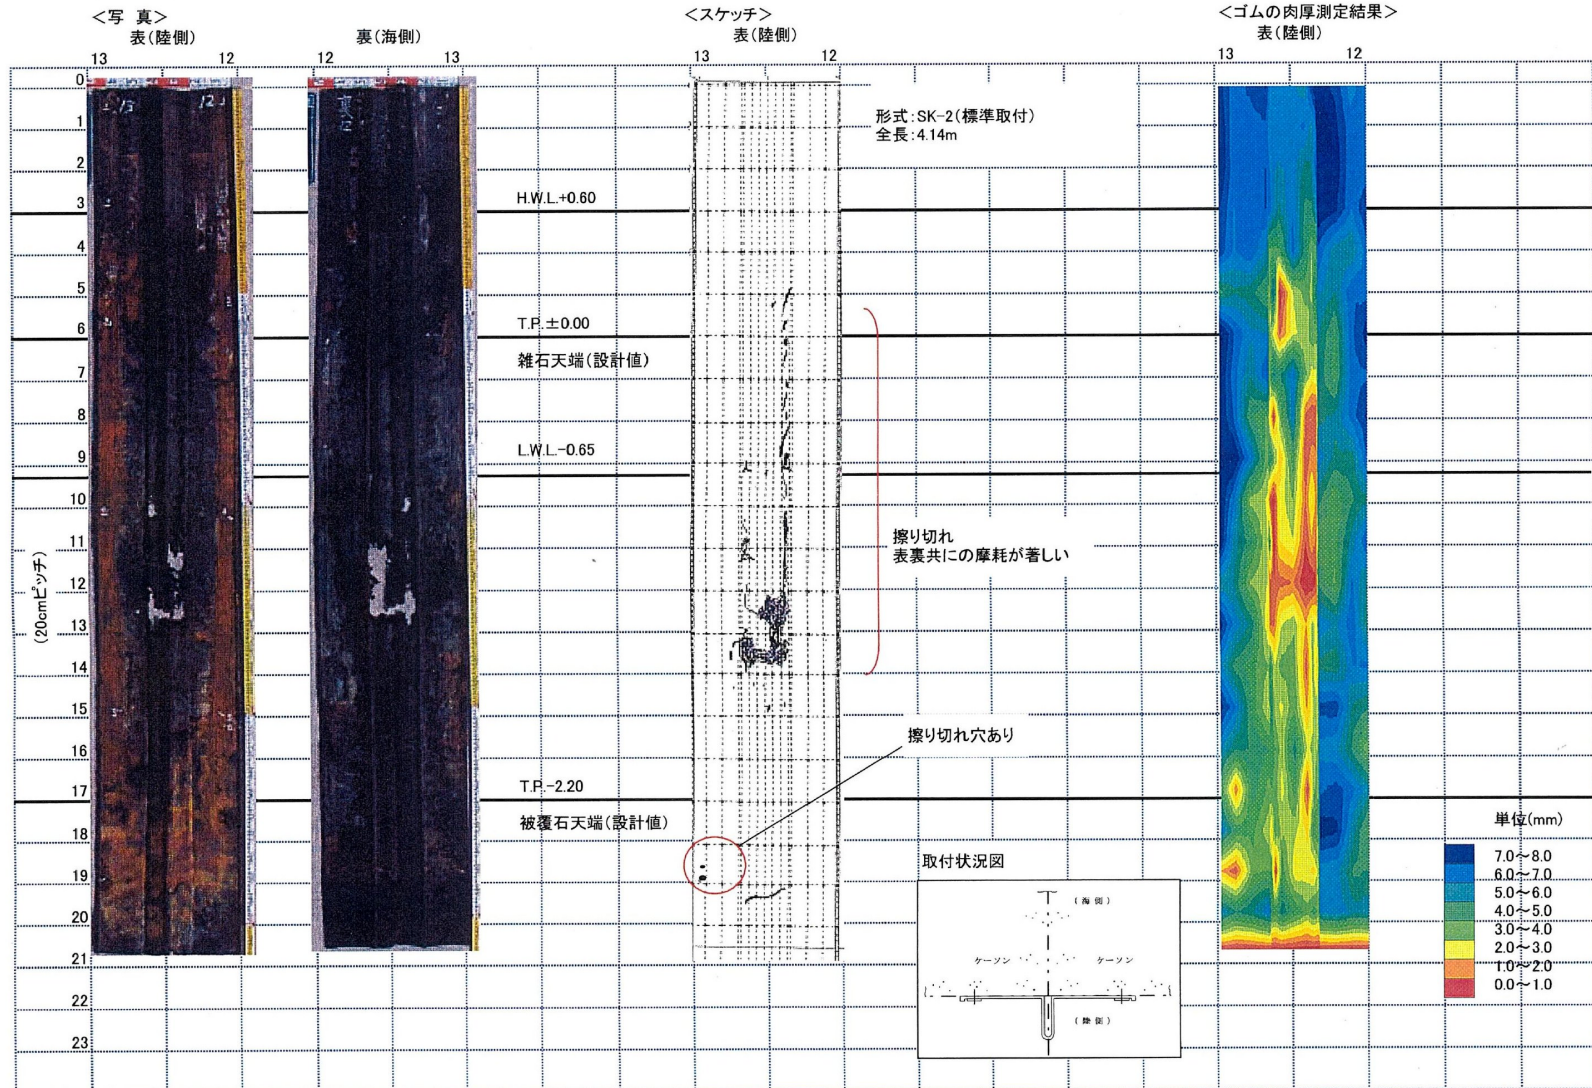 ＜写 真＞
表(陸側)
裏(海側)
13
12
12
13
＜スケッチ＞
表(陸側)
13
12
＜ゴムの肉厚測定結果＞
表(陸側)
13
12
0
1
2
3
4
5
6
7
8
9
10
11
12
13
14
15
16
17
18
19
20
21
22
23
(20cmピッチ)
13
12
H.W.L.+0.60
T.P.±0.00
雑石天端(設計値)
L.W.L.-0.65
T.P.-2.20
被覆石天端(設計値)
形式:SK-2(標準取付)
全長:4.14m
擦り切れ
表裏共にの摩耗が著しい
擦り切れ穴あり
取付状況図
(海側)
ケーソン
ケーソン
(陸側)
単位(mm)
7.0～8.0
6.0～7.0
5.0～6.0
4.0～5.0
3.0～4.0
2.0～3.0
1.0～2.0
0.0～1.0